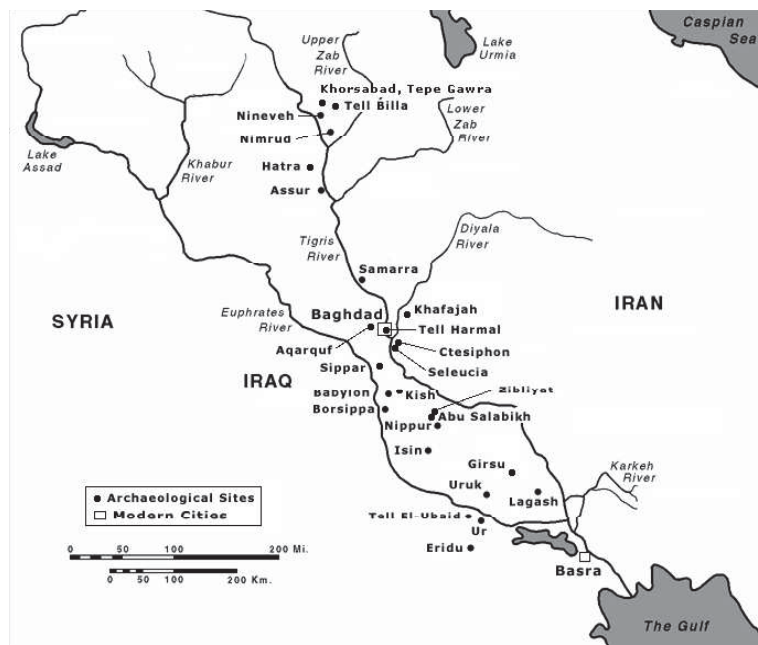 Caspian
Sea
Upper
Zab
River
Lake
Urmia
Khorsabad, Tepe Gawra
Tell Billa
Nineveh
Nimrud
Lower
Zab
River
Lake
Assad
Khabur
River
Hatra
Assur
Diyala
River
Tigris
River
Samarra
Euphrates
River
Baghdad
Khafajah
IRAN
SYRIA
Tell Harmal
Aqarquf
Ctesiphon
Seleucia
Sippar
IRAQ
Babylon
Kish
Zibliyat
Borsippa
Abu Salabikh
Nippur
Isin
Girsu
Karkeh
River
Uruk
Lagash
Archaeological Sites
Modern Cities
Tell El-Ubaid
Ur
Eridu
0 50 100 200 Mi.
0 50 100 200 Km.
Basra
The Gulf